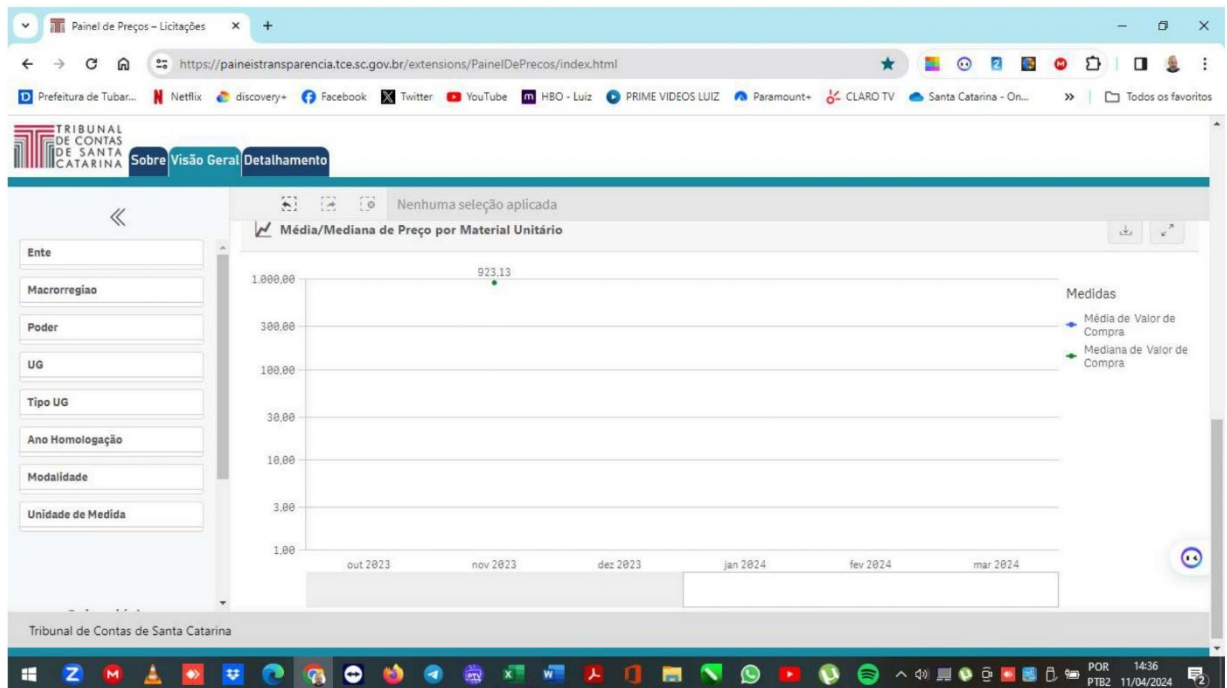 Painel de Preços – Licitações
https://paineistransparencia.tce.sc.gov.br/extensions/PainelDePrecos/index.html
Prefeitura de Tubar... Netflix discovery+ Facebook Twitter YouTube HBO - Luiz PRIME VIDEOS LUIZ Paramount+ CLARO TV Santa Catarina - On... » Todos os favoritos
TRIBUNAL
DE CONTAS
DE SANTA
CATARINA
Sobre Visão Geral Detalhamento
Nenhuma seleção aplicada
Média/Mediana de Preço por Material Unitário
Ente
Macrorregiao
Poder
UG
Tipo UG
Ano Homologação
Modalidade
Unidade de Medida
923,13
1.000,00
300,00
100,00
30,00
10,00
3,00
1,00
out 2023 nov 2023 dez 2023 jan 2024 fev 2024 mar 2024
Medidas
Média de Valor de
Compra
Mediana de Valor de
Compra
Tribunal de Contas de Santa Catarina
POR 14:36
PTB2 11/04/2024